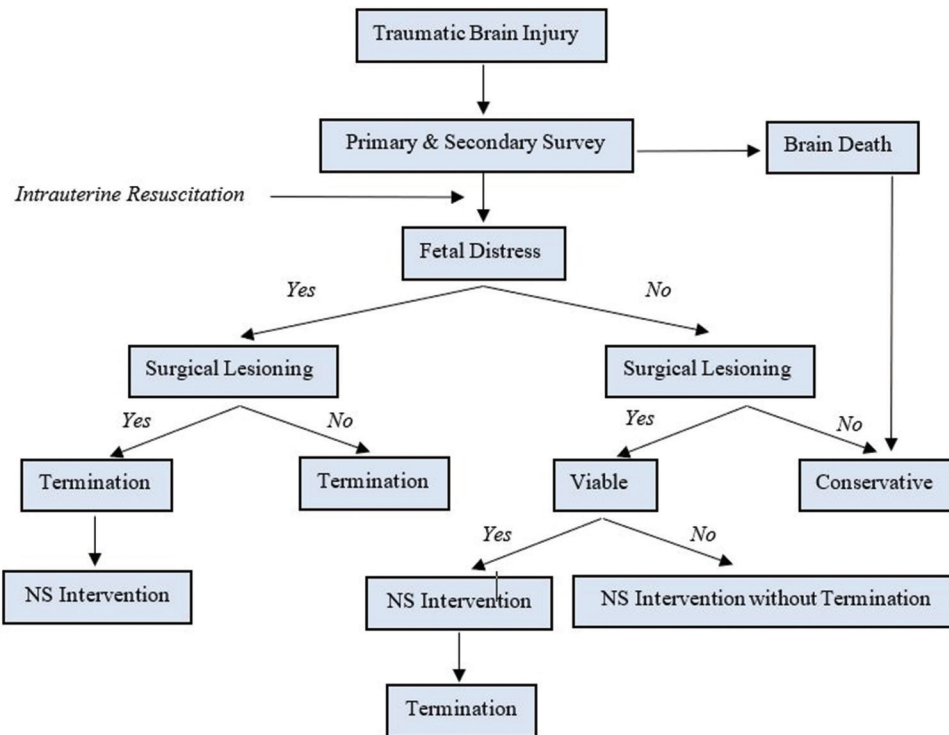 Traumatic Brain Injury
Primary & Secondary Survey
Brain Death
Intrauterine Resuscitation
Fetal Distress
Yes
No
Surgical Lesioning
Surgical Lesioning
Yes
No
Yes
No
Termination
Termination
Viable
Conservative
Yes
No
NS Intervention
NS Intervention
NS Intervention without Termination
Termination